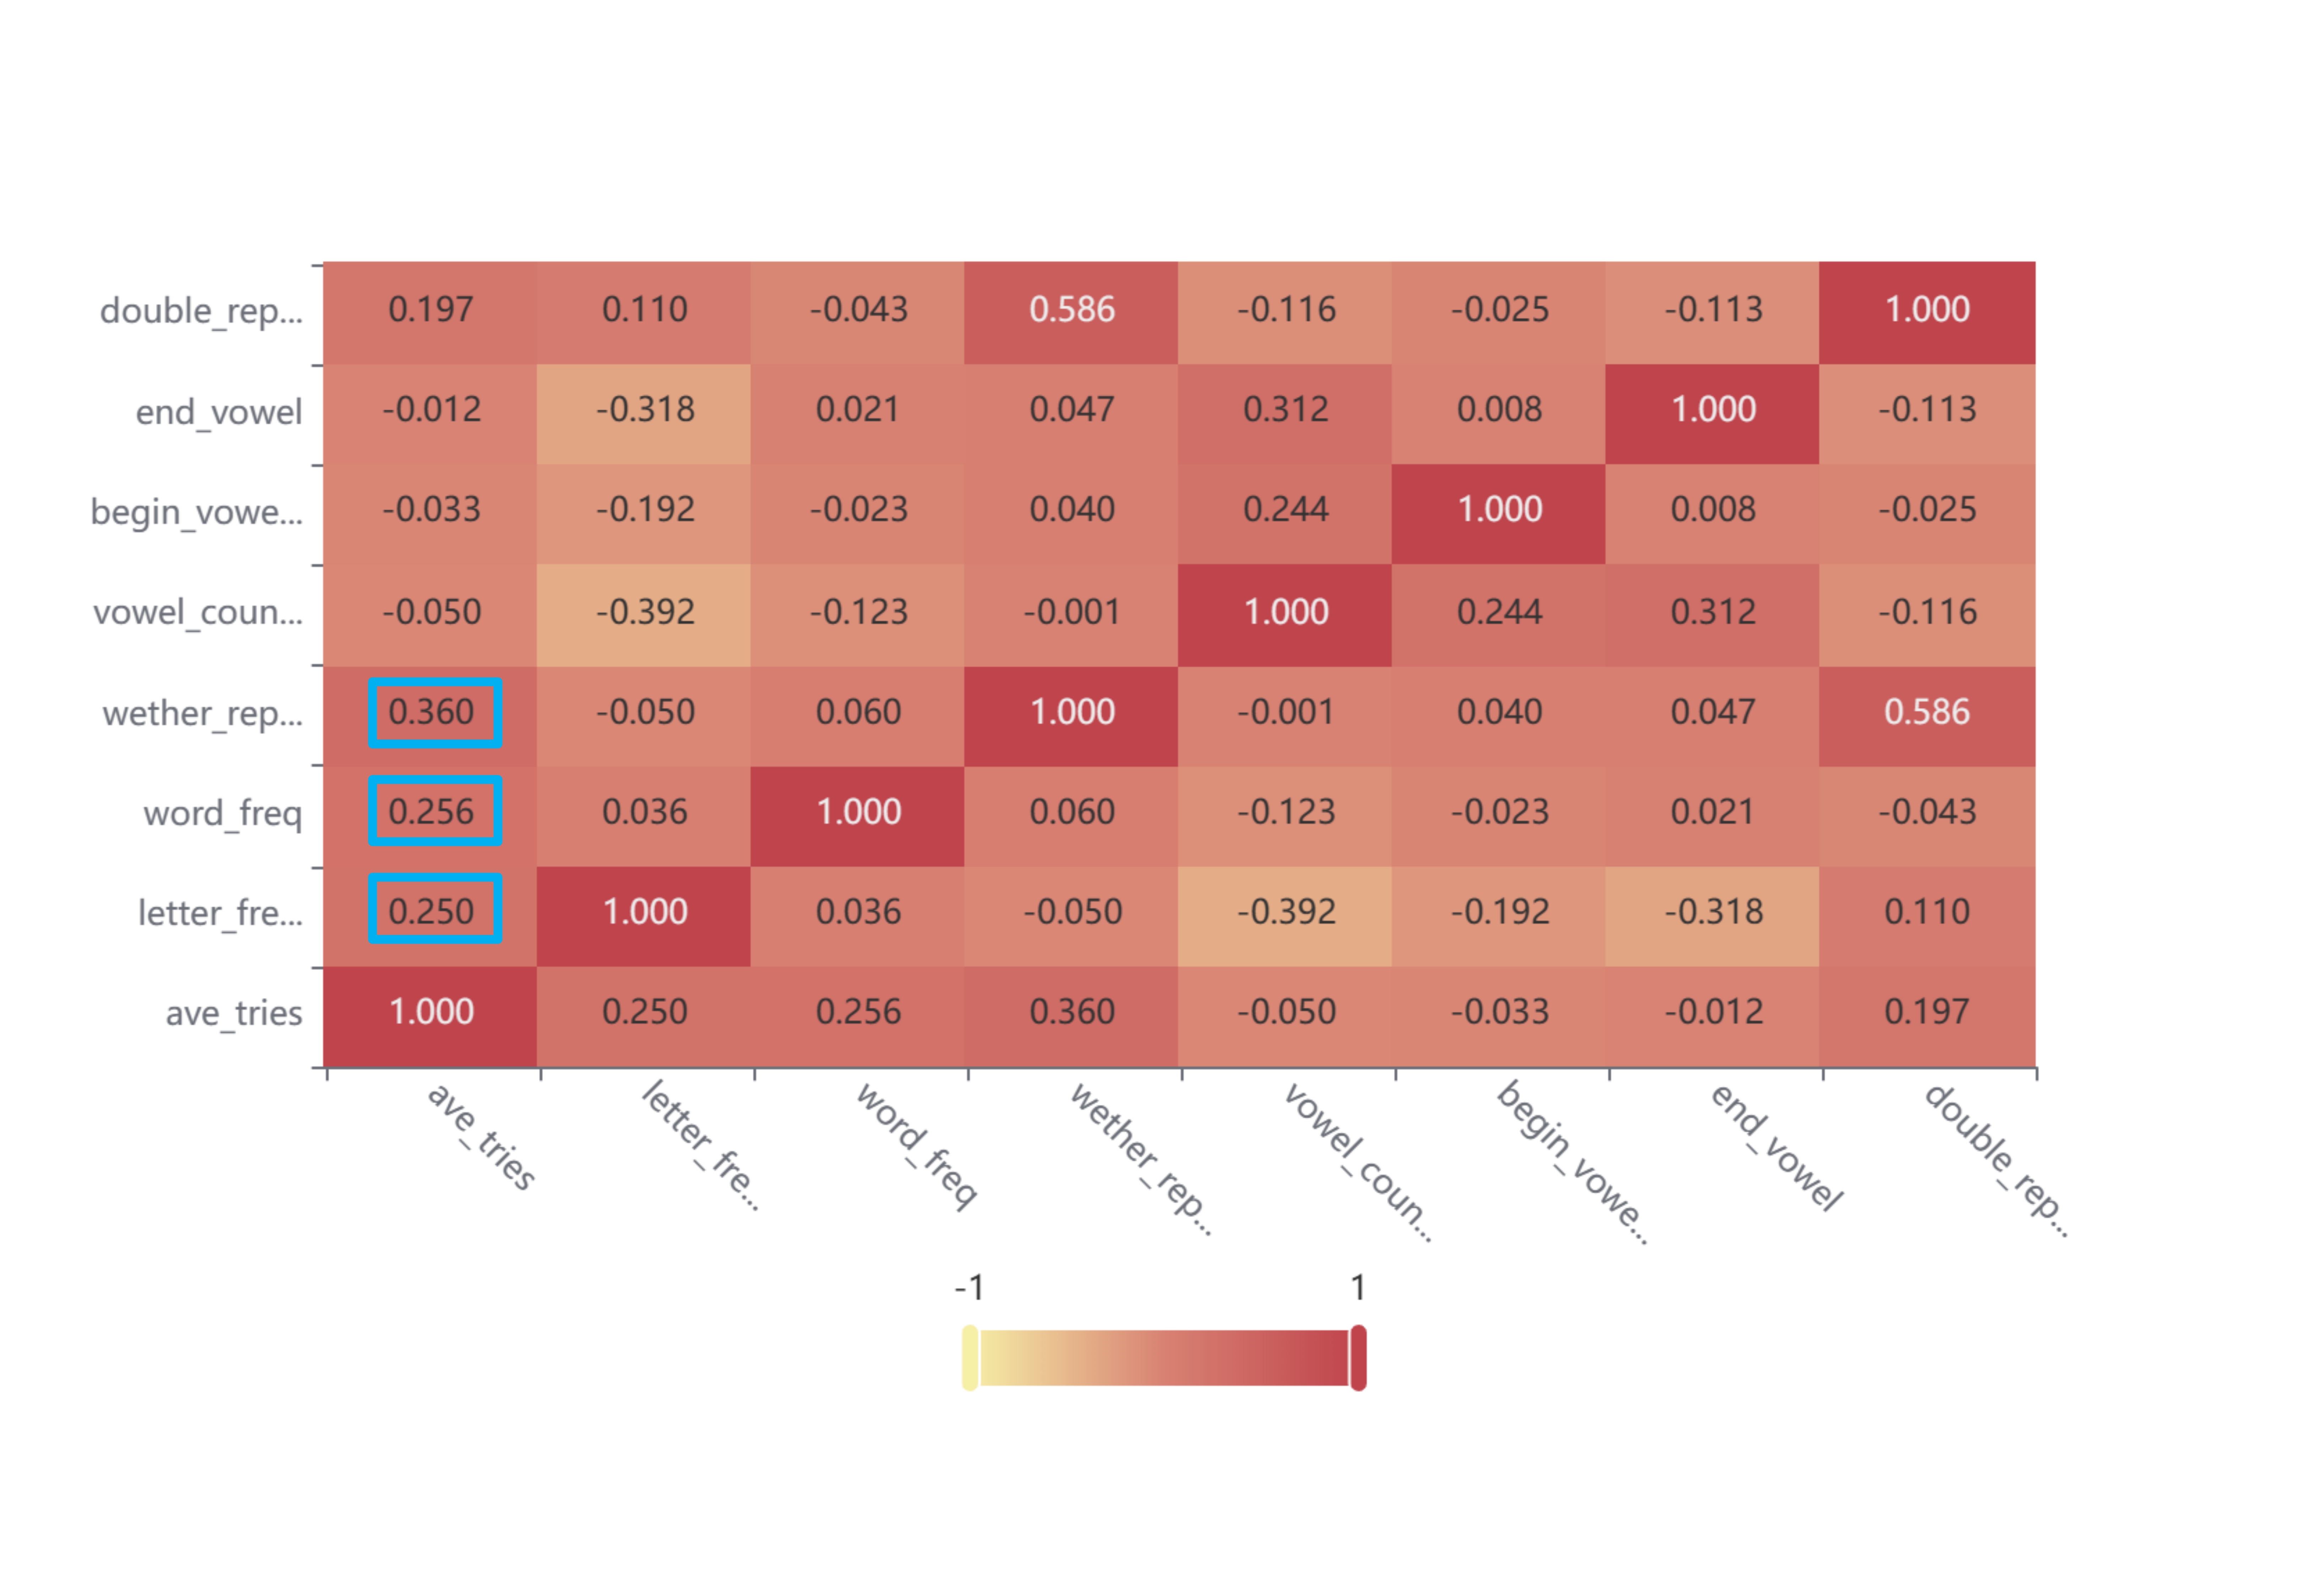 double_rep... 0.197 0.110 -0.043 0.586 -0.116 -0.025 -0.113 1.000
end_vowel -0.012 -0.318 0.021 0.047 0.312 0.008 1.000 -0.113
begin_vowe... -0.033 -0.192 -0.023 0.040 0.244 1.000 0.008 -0.025
vowel_coun... -0.050 -0.392 -0.123 -0.001 1.000 0.244 0.312 -0.116
wether_rep... 0.360 -0.050 0.060 1.000 -0.001 0.040 0.047 0.586
word_freq 0.256 0.036 1.000 0.060 -0.123 -0.023 0.021 -0.043
letter_fre... 0.250 1.000 0.036 -0.050 -0.392 -0.192 -0.318 0.110
ave_tries 1.000 0.250 0.256 0.360 -0.050 -0.033 -0.012 0.197
ave_tries letter_fre... word_freq wether_rep... vowel_coun... begin_vowe... end_vowel double_rep...
-1 1